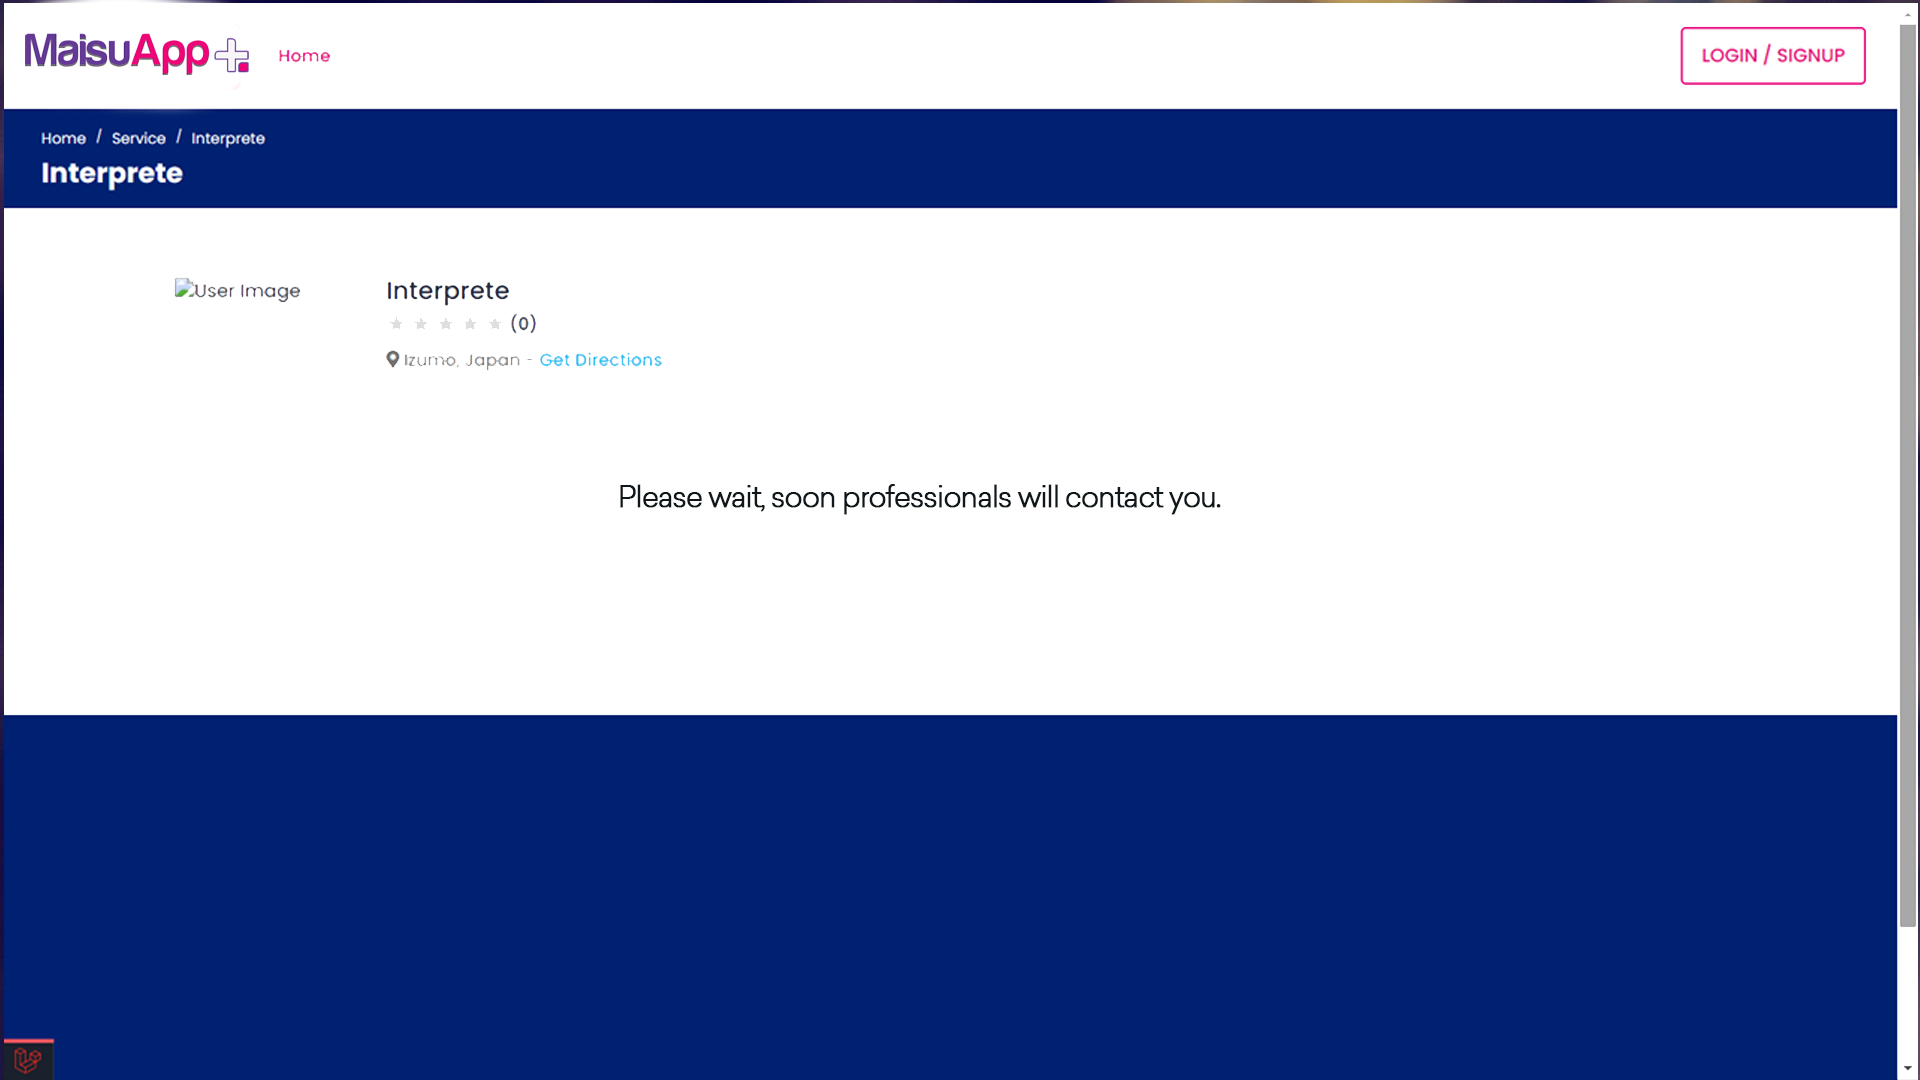 MaisuApp
Home
LOGIN / SIGNUP
Home / Service / Interprete
Interprete
User Image
Interprete
(0)
Izumo, Japan - Get Directions
Please wait, soon professionals will contact you.